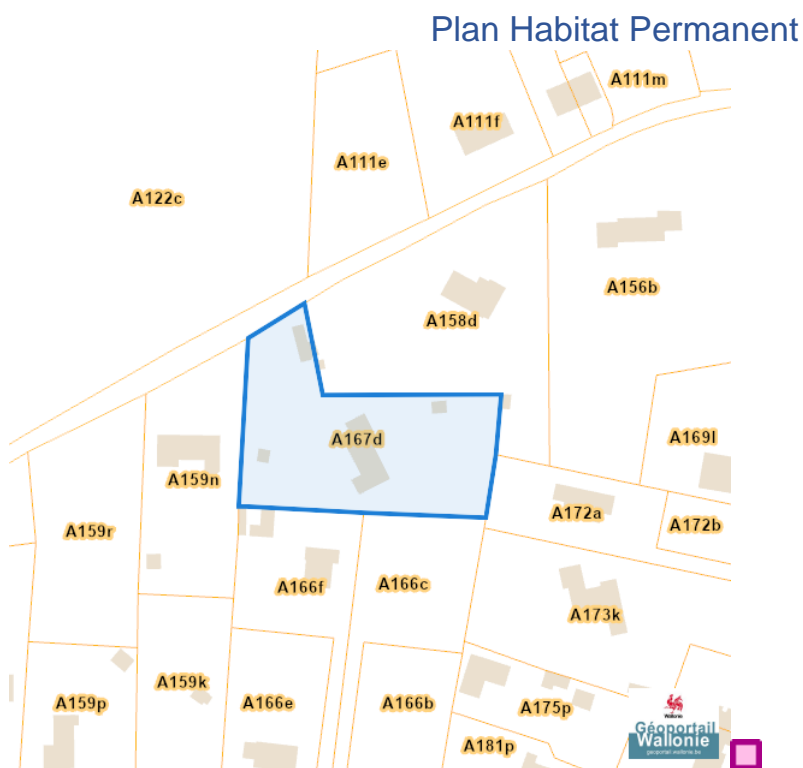 Plan Habitat Permanent
A111m
A111f
A111e
A122c
A156b
A158d
A167d
A169l
A159n
A172a
A172b
A159r
A166f
A166c
A173k
A159k
A159p
A166e
A166b
A175p
A181p
Wallonie
Géoportail
Wallonie
geoportail.wallonie.be